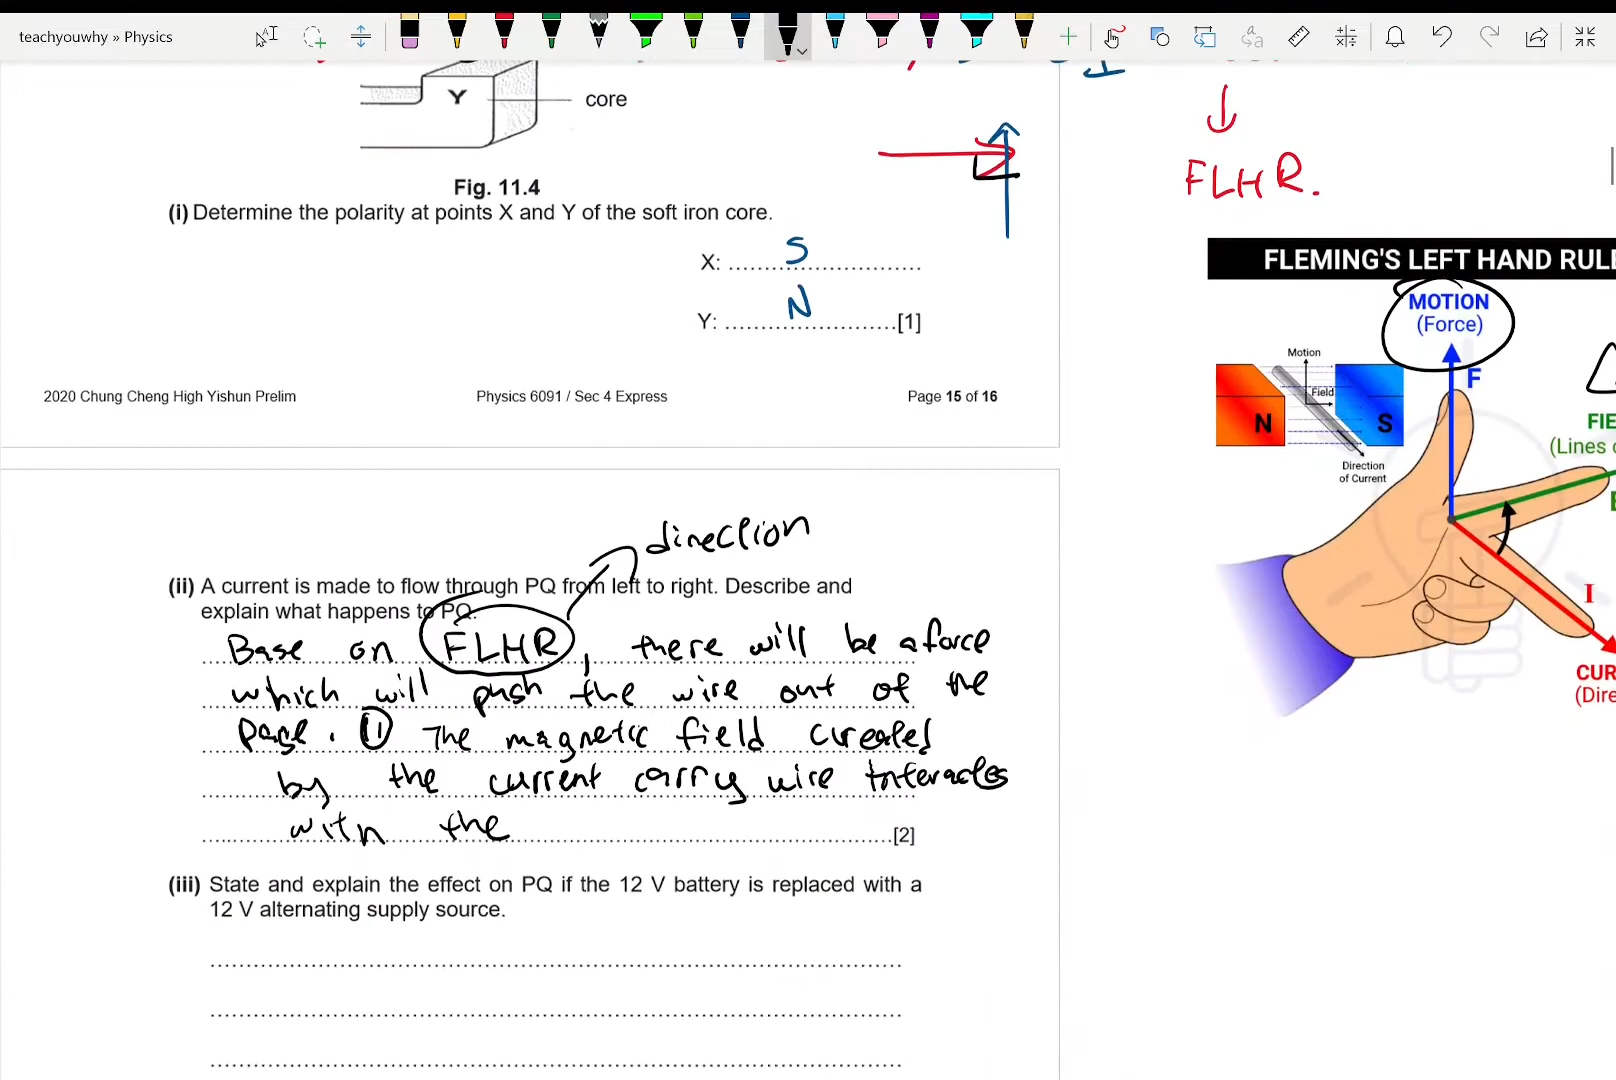 teachyouwhy » Physics
Y
core
Fig. 11.4
(i) Determine the polarity at points X and Y of the soft iron core.
X: ............ S
Y: ............ N [1]
2020 Chung Cheng High Yishun Prelim
Physics 6091 / Sec 4 Express
Page 15 of 16
direction
(ii) A current is made to flow through PQ from left to right. Describe and
explain what happens to PQ.
Base on FLHR, there will be a force
which will push the wire out of the
page. ① The magnetic field created
by the current carry wire interactes
with the
[2]
(iii) State and explain the effect on PQ if the 12 V battery is replaced with a
12 V alternating supply source.
FLHR.
FLEMING'S LEFT HAND RULE
MOTION
(Force)
F
Motion
Field
N
S
Direction
of Current
FIE
(Lines o
I
CUR
(Dire